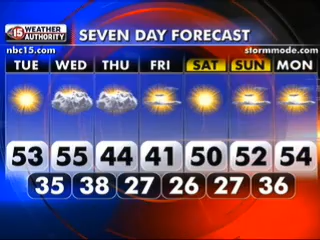 15 WEATHER AUTHORITY
SEVEN DAY FORECAST
nbc15.com
stormmode.com
TUE WED THU FRI SAT SUN MON
53 55 44 41 50 52 54
35 38 27 26 27 36